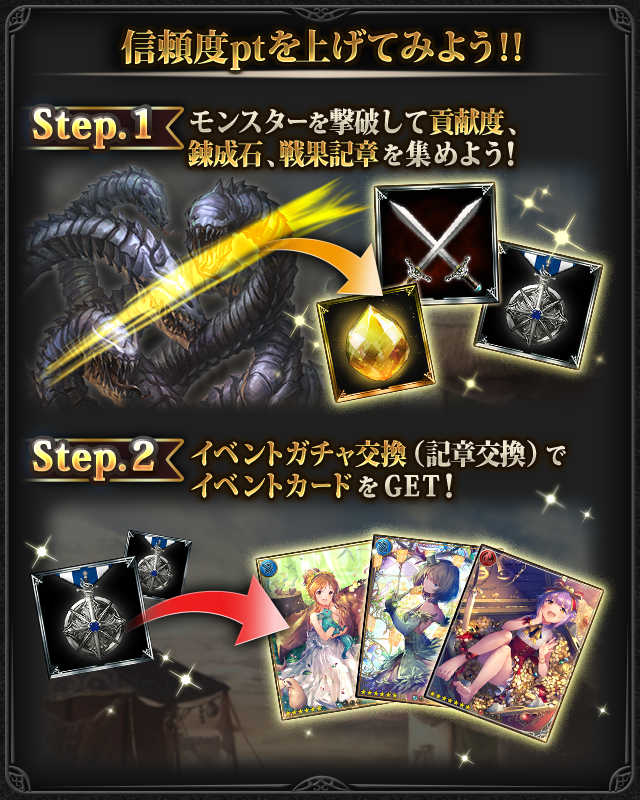 信頼度ptを上げてみよう!!
Step.1
モンスターを撃破して貢献度、
錬成石、戦果記章を集めよう!
Step.2
イベントガチャ交換（記章交換）で
イベントカードをGET!